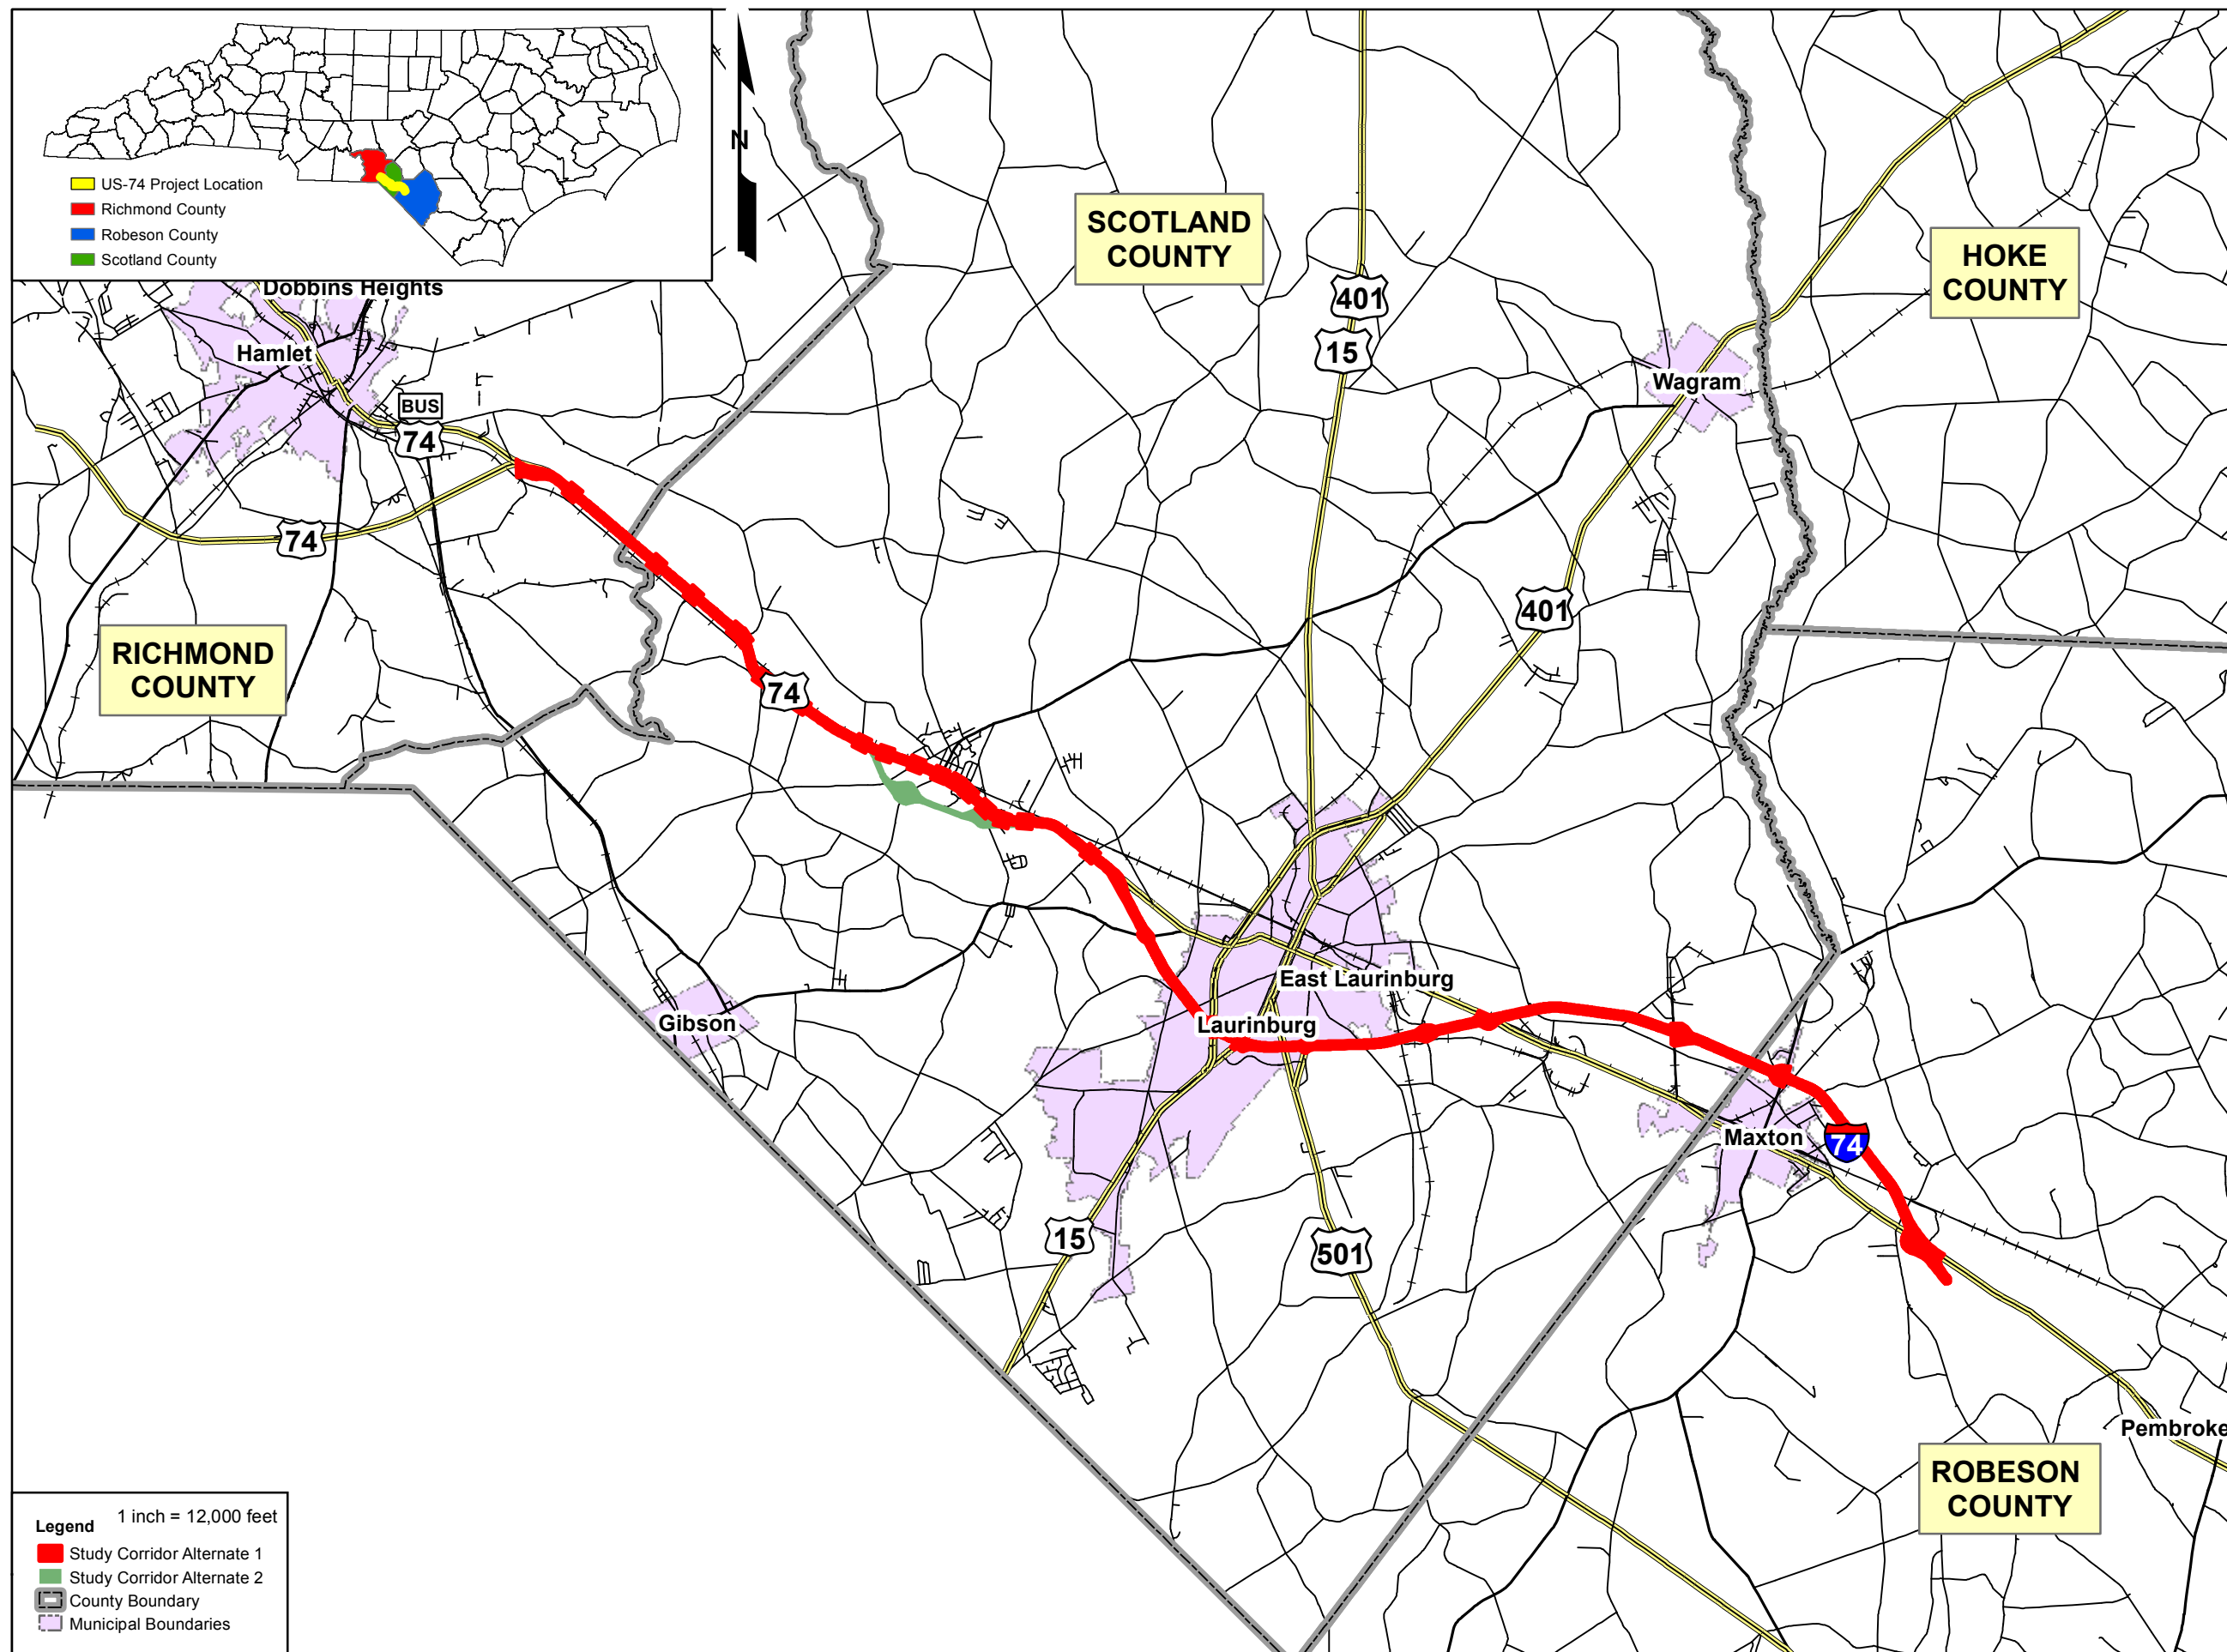 US-74 Project Location
Richmond County
Robeson County
Scotland County
N
Dobbins Heights
Hamlet
BUS
74
74
RICHMOND
COUNTY
SCOTLAND
COUNTY
401
15
HOKE
COUNTY
Wagram
401
74
East Laurinburg
Laurinburg
Gibson
Maxton
74
15
501
Pembroke
ROBESON
COUNTY
Legend
1 inch = 12,000 feet
Study Corridor Alternate 1
Study Corridor Alternate 2
County Boundary
Municipal Boundaries